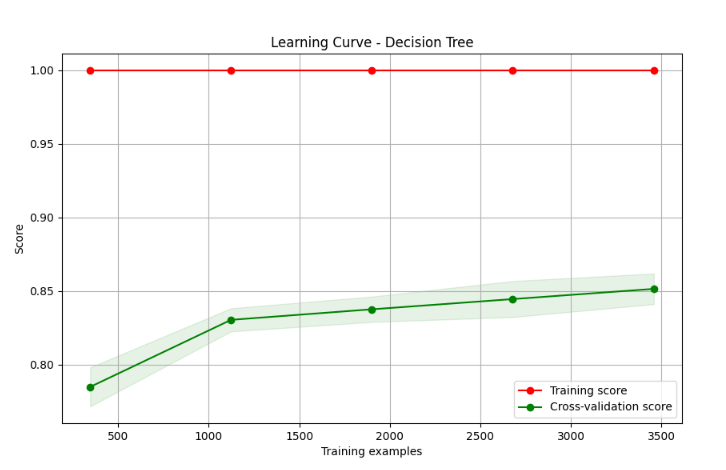 Learning Curve - Decision Tree
Score
1.00
0.95
0.90
0.85
0.80
Training score
Cross-validation score
500 1000 1500 2000 2500 3000 3500
Training examples